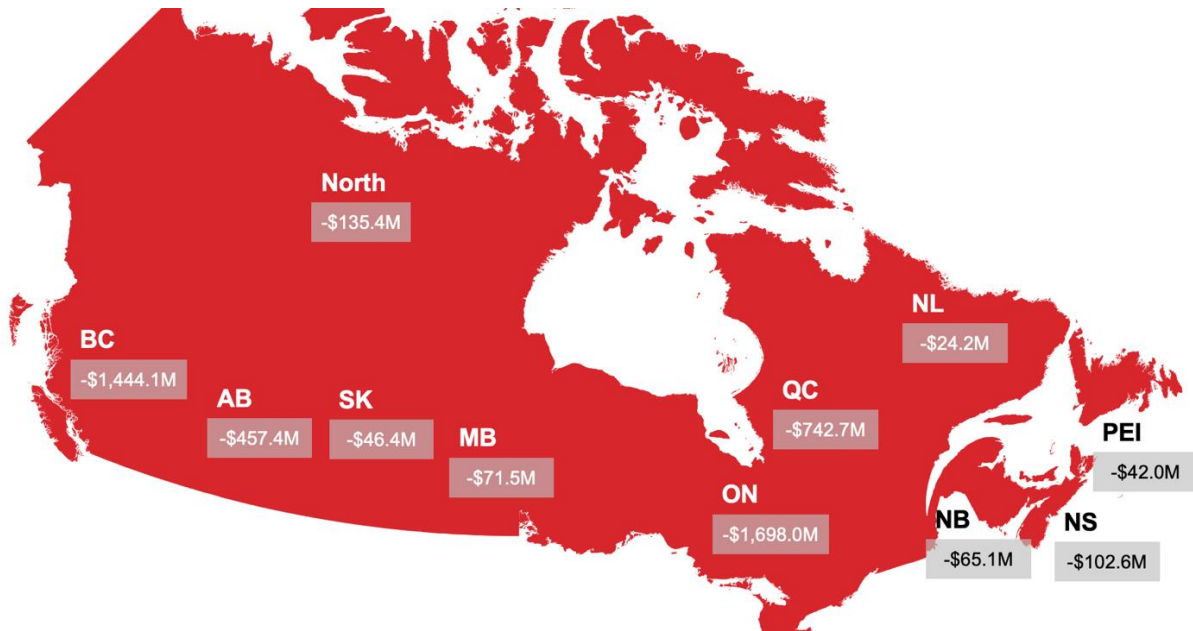 North
-$135.4M
NL
-$24.2M
BC
-$1,444.1M
QC
-$742.7M
AB
-$457.4M
SK
-$46.4M
MB
-$71.5M
PEI
-$42.0M
ON
-$1,698.0M
NB
-$65.1M
NS
-$102.6M